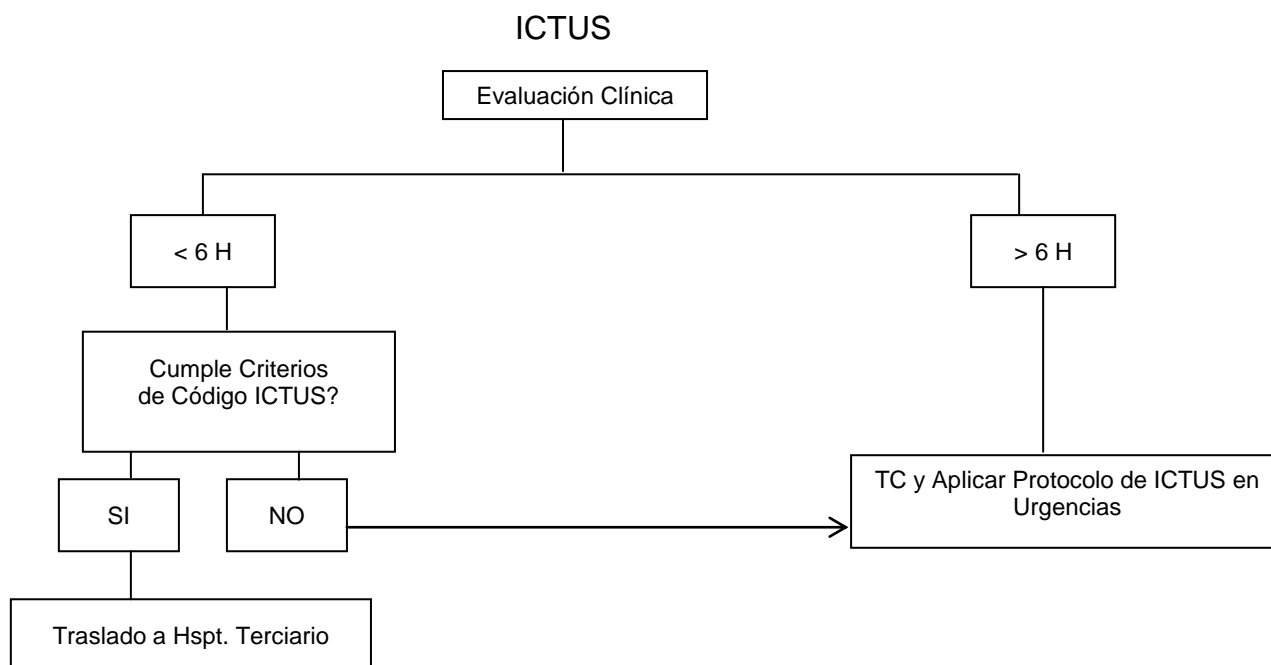 ICTUS
Evaluación Clínica
< 6 H
> 6 H
Cumple Criterios
de Código ICTUS?
SI
NO
TC y Aplicar Protocolo de ICTUS en
Urgencias
Traslado a Hspt. Terciario